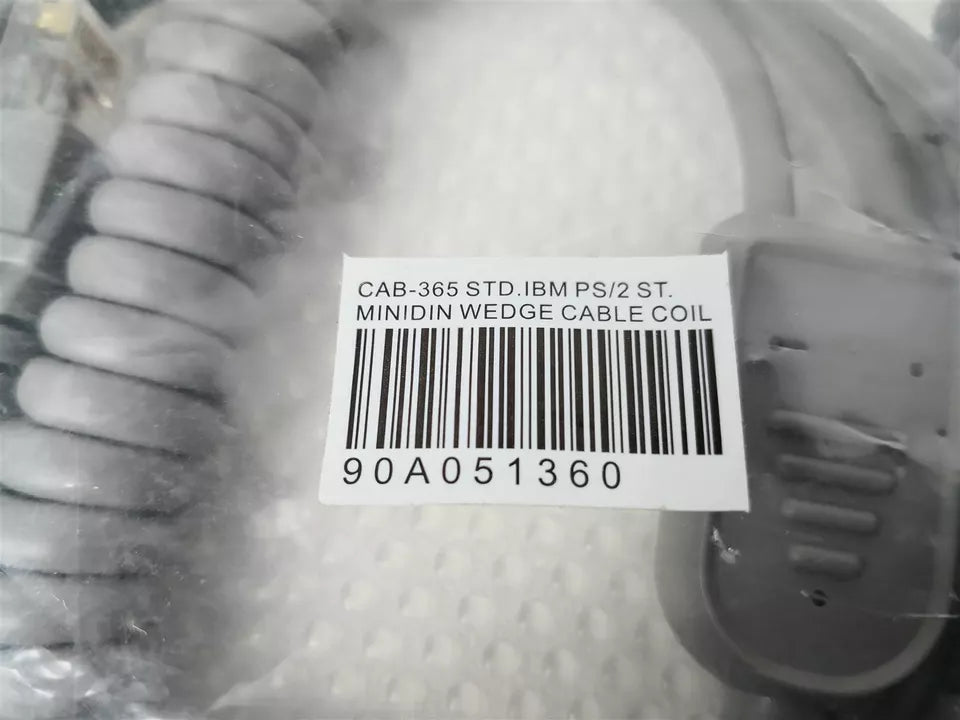 CAB-365 STD.IBM PS/2 ST.
MINIDIN WEDGE CABLE COIL
90A051360